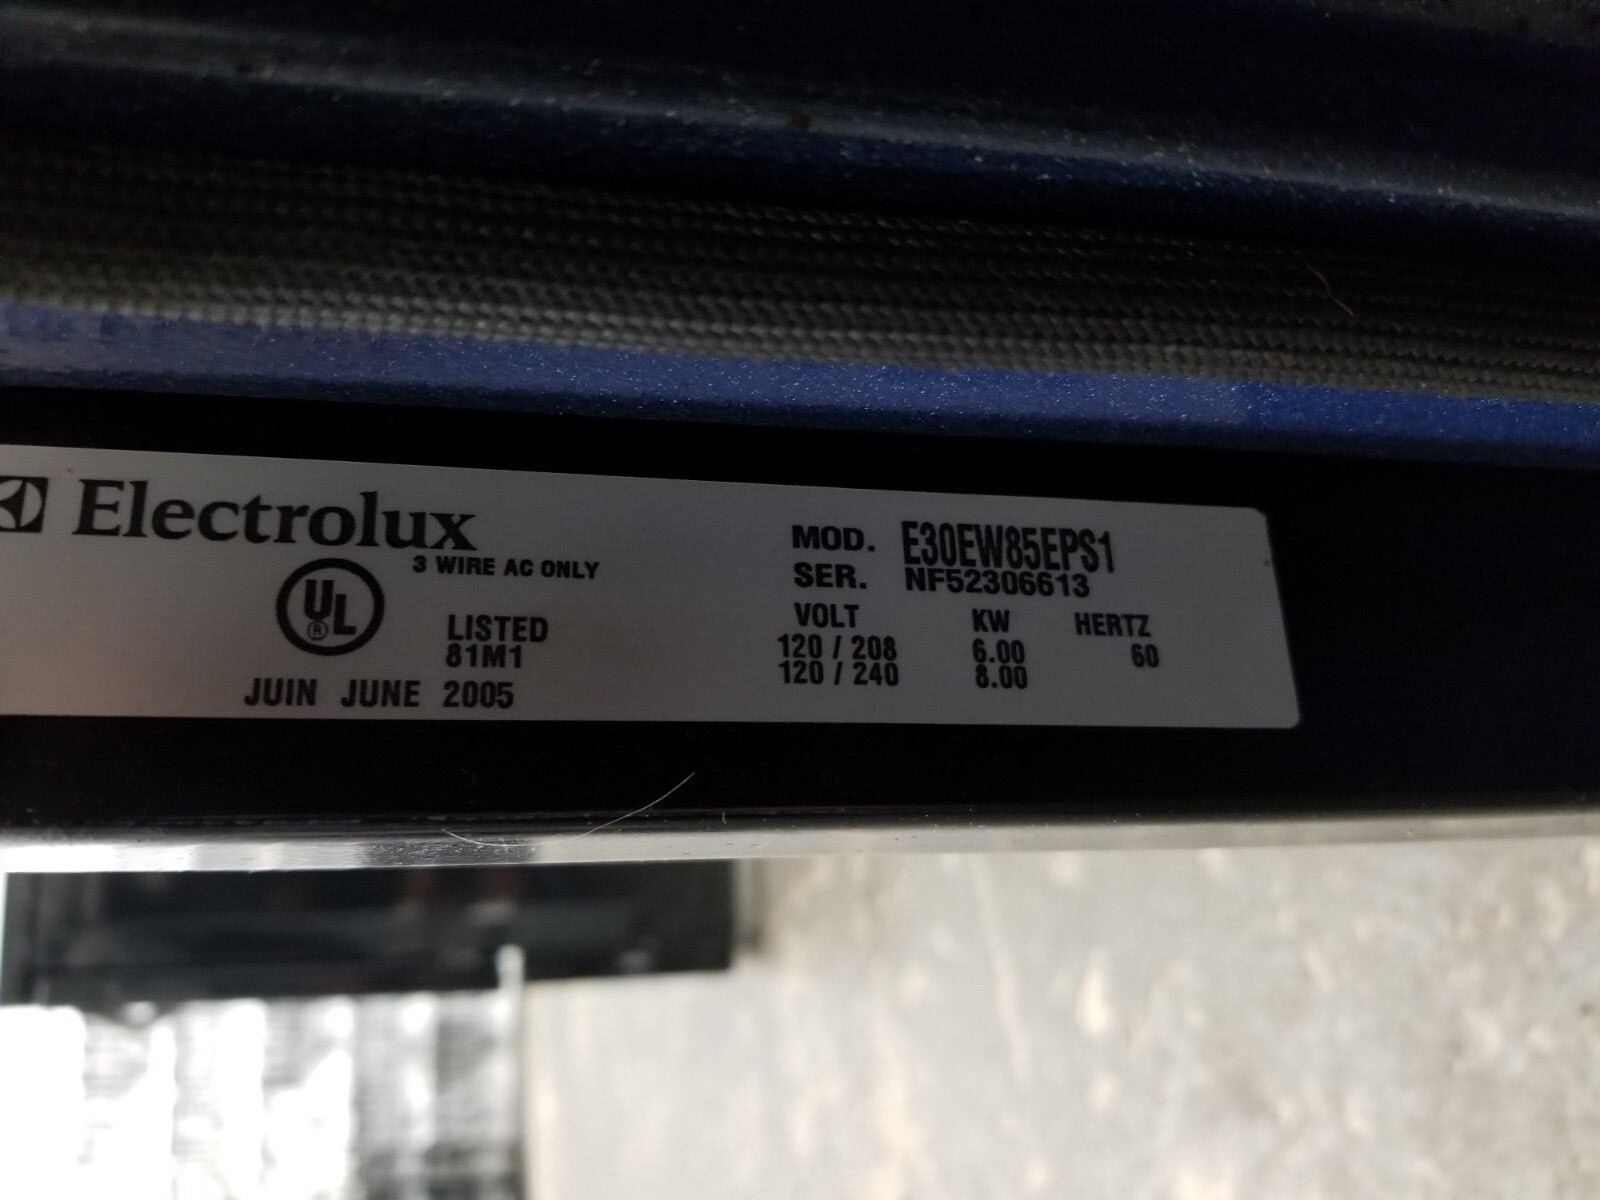 Electrolux
3 WIRE AC ONLY
UL
®
LISTED
81M1
JUIN JUNE 2005
MOD. E30EW85EPS1
SER. NF52306613
VOLT KW HERTZ
120 / 208 6.00 60
120 / 240 8.00